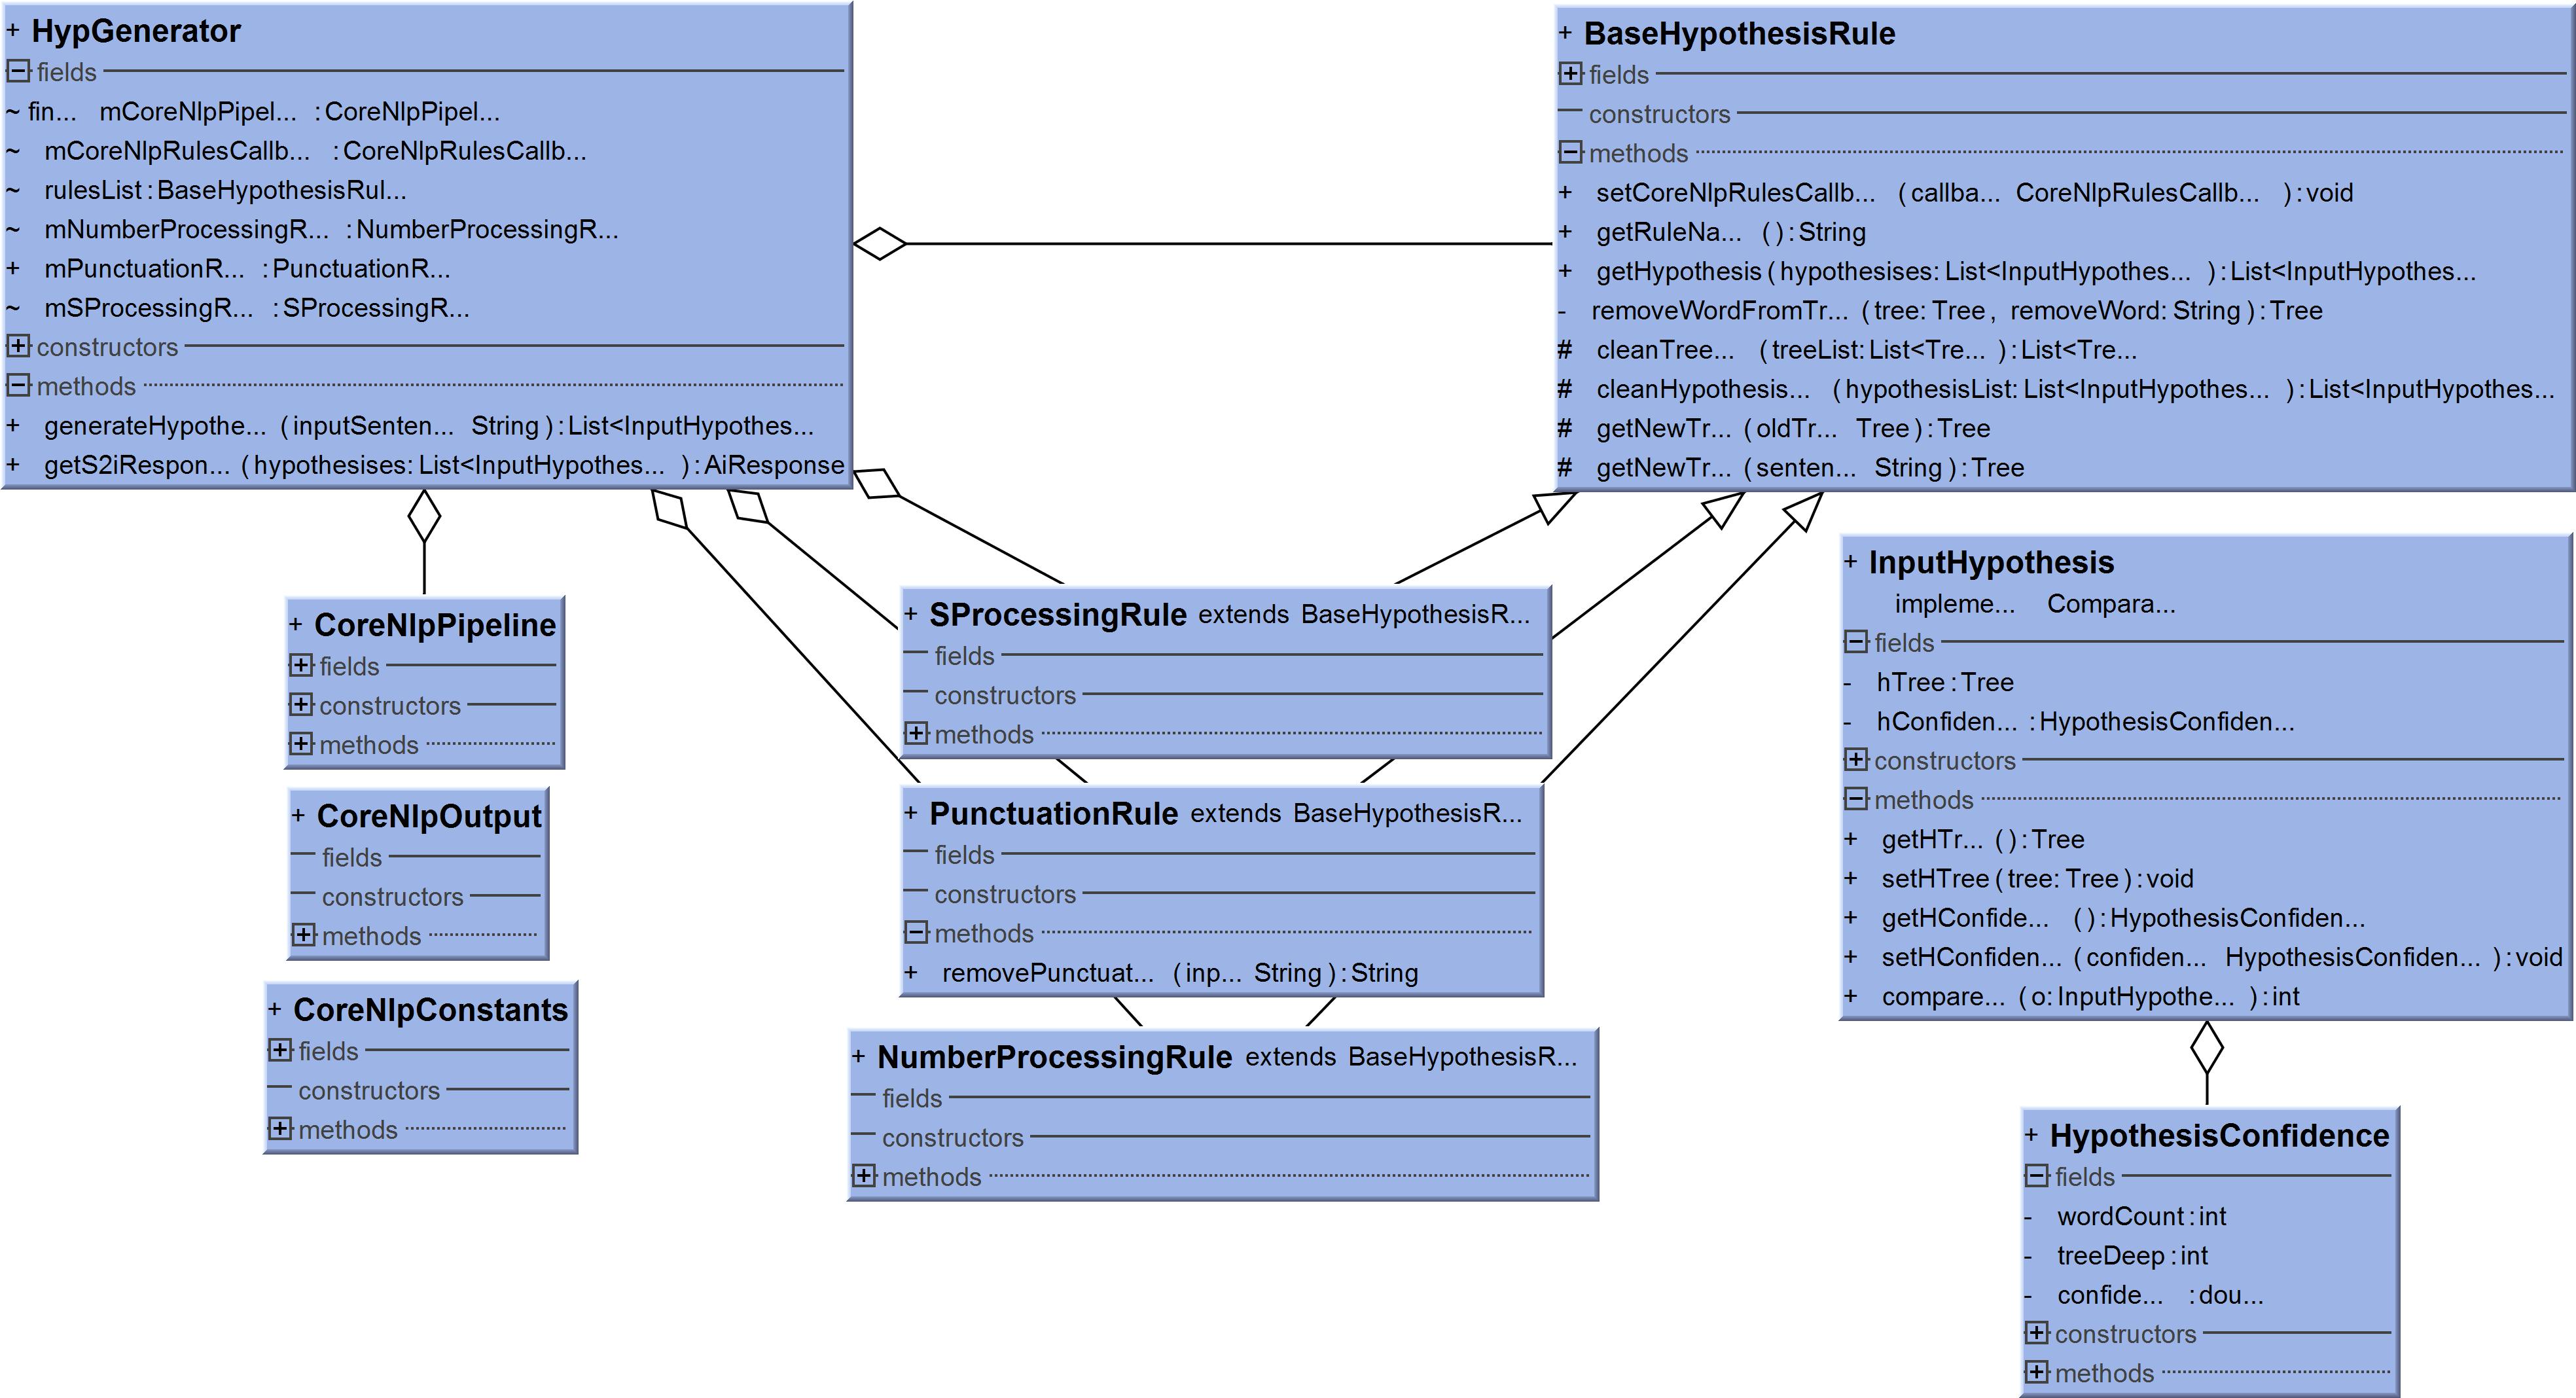 + HypGenerator
fields
~ fin... mCoreNlpPipel... :CoreNlpPipel...
~ mCoreNlpRulesCallb... :CoreNlpRulesCallb...
~ rulesList:BaseHypothesisRul...
~ mNumberProcessingR... :NumberProcessingR...
+ mPunctuationR... :PunctuationR...
~ mSProcessingR... :SProcessingR...
constructors
methods
+ generateHypothe... (inputSenten... String):List<InputHypothes...
+ getS2iRespon... (hypothesises:List<InputHypothes... ):AiResponse
+ BaseHypothesisRule
fields
constructors
methods
+ setCoreNlpRulesCallb... (callba... CoreNlpRulesCallb... ):void
+ getRuleNa... ():String
+ getHypothesis(hypothesises:List<InputHypothes... ):List<InputHypothes...
- removeWordFromTr... (tree:Tree, removeWord:String):Tree
# cleanTree... (treeList:List<Tre... ):List<Tre...
# cleanHypothesis... (hypothesisList:List<InputHypothes... ):List<InputHypothes...
# getNewTr... (oldTr... Tree):Tree
# getNewTr... (senten... String):Tree
+ CoreNlpPipeline
fields
constructors
methods
+ CoreNlpOutput
fields
constructors
methods
+ CoreNlpConstants
fields
constructors
methods
+ SProcessingRule extends BaseHypothesisR...
fields
constructors
methods
+ PunctuationRule extends BaseHypothesisR...
fields
constructors
methods
+ removePunctuat... (inp... String):String
+ NumberProcessingRule extends BaseHypothesisR...
fields
constructors
methods
+ InputHypothesis
impleme... Compara...
fields
- hTree:Tree
- hConfiden... :HypothesisConfiden...
constructors
methods
+ getHTr... ():Tree
+ setHTree(tree:Tree):void
+ getHConfide... ():HypothesisConfiden...
+ setHConfiden... (confiden... HypothesisConfiden... ):void
+ compare... (o:InputHypothe... ):int
+ HypothesisConfidence
fields
- wordCount:int
- treeDeep:int
- confide... :dou...
constructors
methods